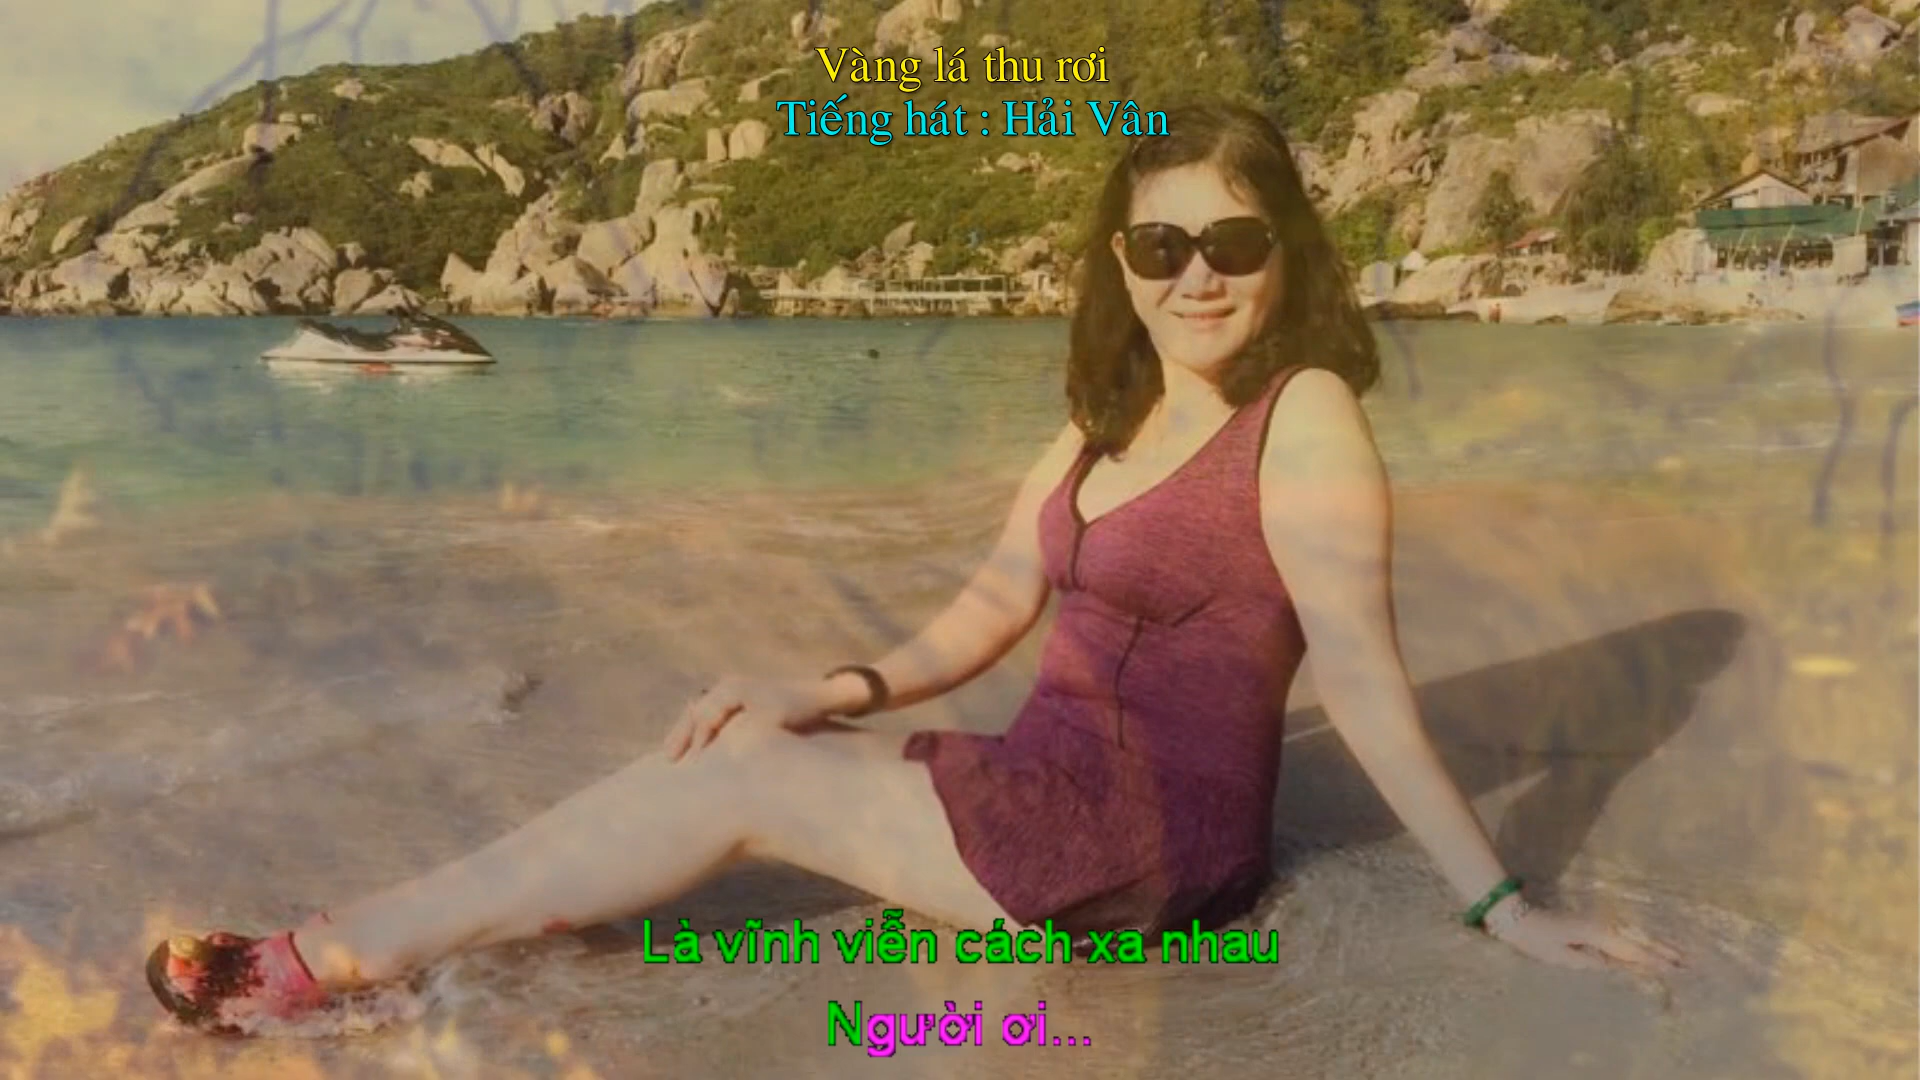 Vàng lá thu rơi
Tiếng hát : Hải Vân
Là vĩnh viễn cách xa nhau
Người ơi...